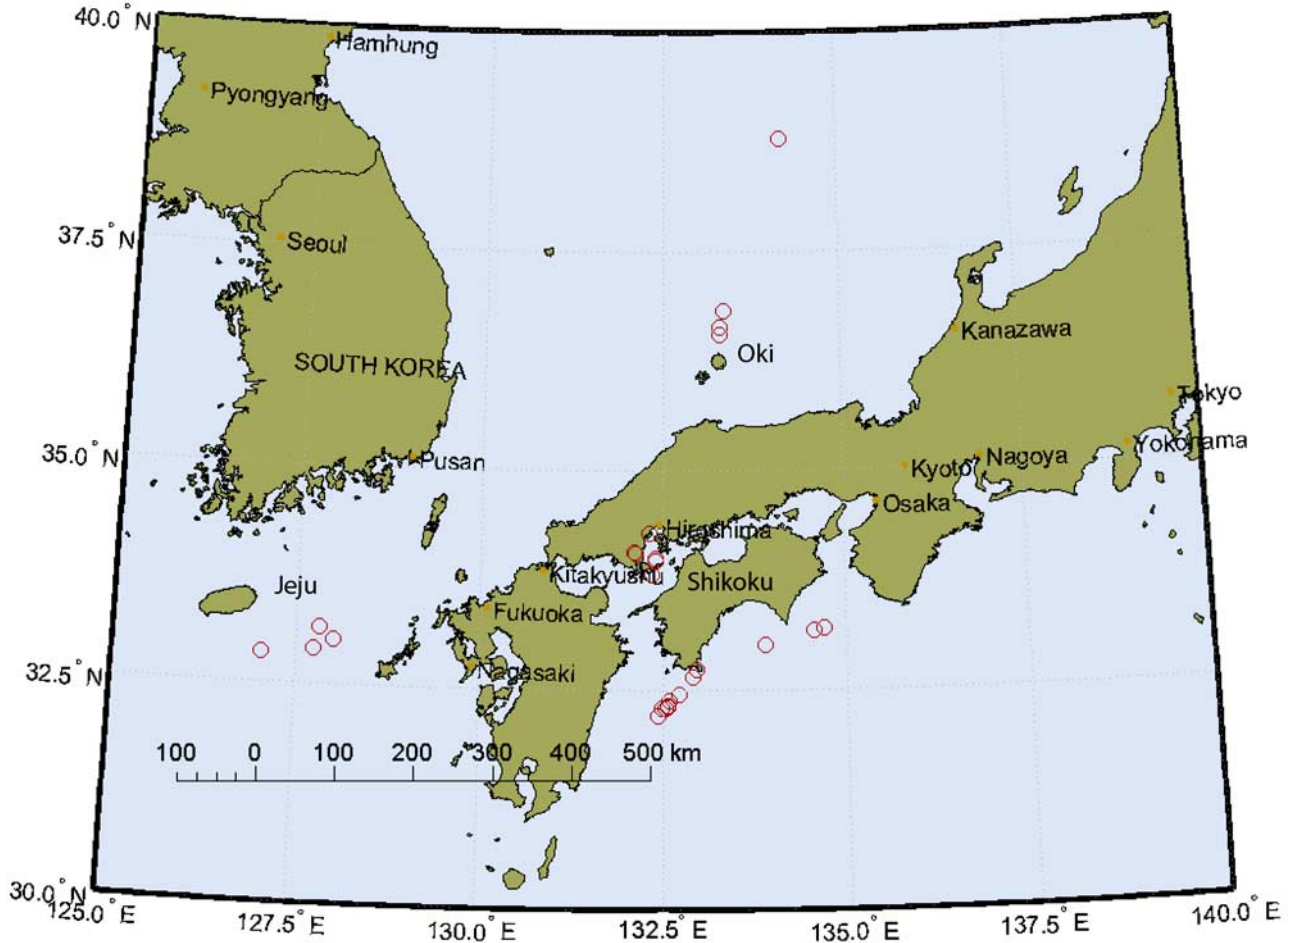 40.0°N
Hamhung
Pyongyang
37.5°N
Seoul
Kanazawa
Oki
SOUTH KOREA
Tokyo
35.0°N
Pusan
Yokohama
Nagoya
Kyoto
Osaka
Hiroshima
Kitakyushu
Shikoku
Jeju
Fukuoka
32.5°N
Nagasaki
100 0 100 200 300 400 500 km
30.0°N
125.0°E 127.5°E 130.0°E 132.5°E 135.0°E 137.5°E 140.0°E